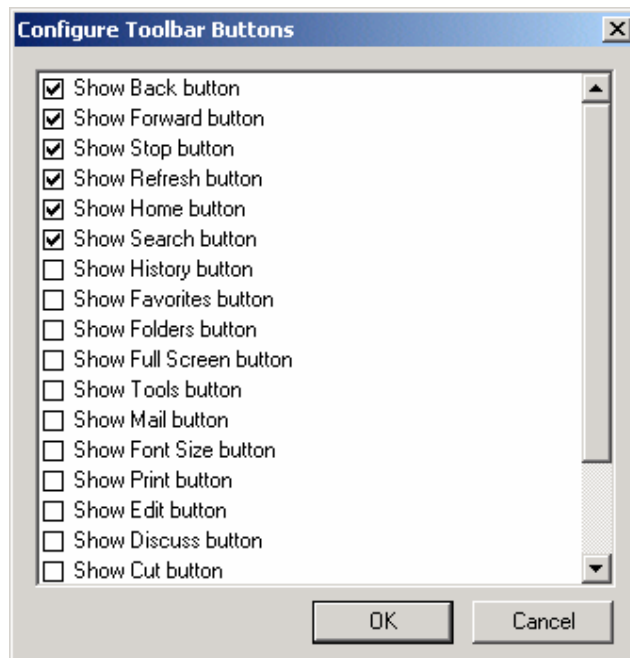 Configure Toolbar Buttons
Show Back button
Show Forward button
Show Stop button
Show Refresh button
Show Home button
Show Search button
Show History button
Show Favorites button
Show Folders button
Show Full Screen button
Show Tools button
Show Mail button
Show Font Size button
Show Print button
Show Edit button
Show Discuss button
Show Cut button
OK Cancel